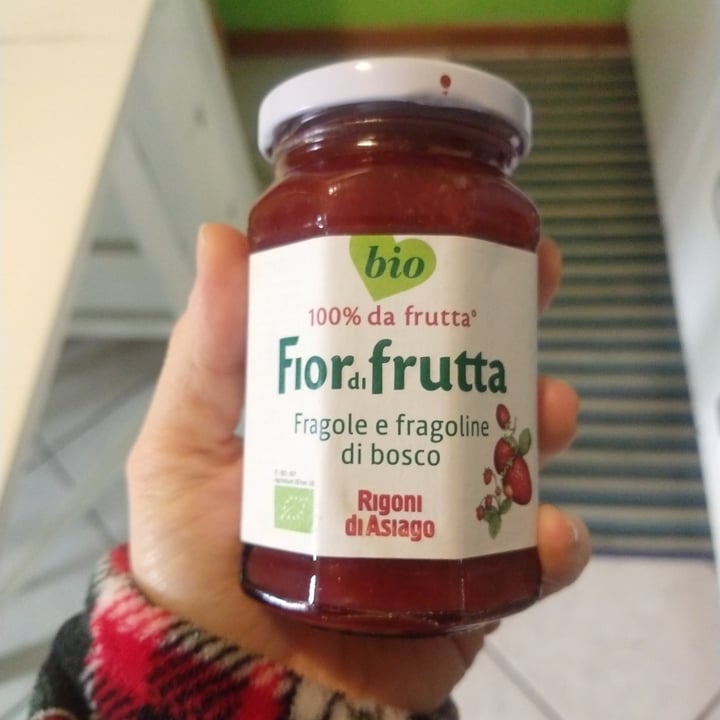 bio
100% da frutta°
Fior di frutta
Fragole e fragoline
di bosco
Rigoni
di Asiago